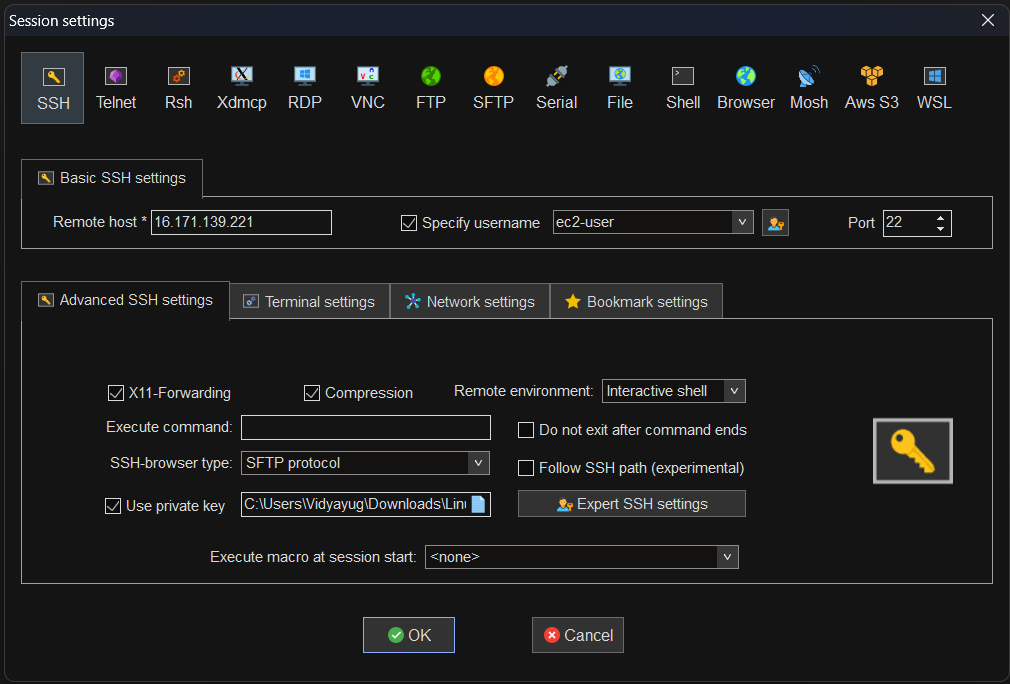 Session settings
SSH Telnet Rsh Xdmcp RDP VNC FTP SFTP Serial File Shell Browser Mosh Aws S3 WSL
Basic SSH settings
Remote host * 16.171.139.221 Specify username ec2-user Port 22
Advanced SSH settings Terminal settings Network settings Bookmark settings
X11-Forwarding Compression Remote environment: Interactive shell
Execute command: Do not exit after command ends
SSH-browser type: SFTP protocol Follow SSH path (experimental)
Use private key C:\Users\Vidyayug\Downloads\Linu Expert SSH settings
Execute macro at session start: <none>
OK Cancel